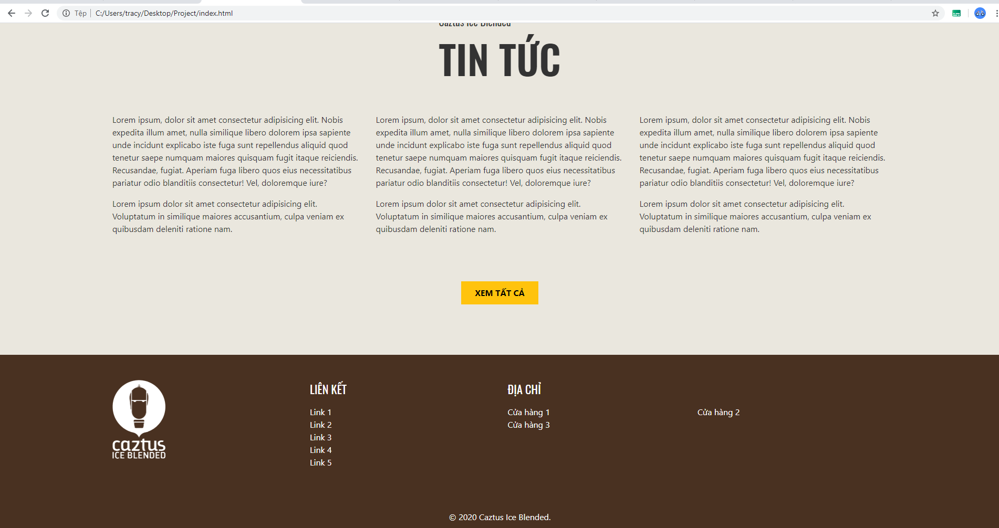 Tệp C:/Users/tracy/Desktop/Project/index.html
Caztus Ice Blended
TIN TỨC
Lorem ipsum, dolor sit amet consectetur adipisicing elit. Nobis
expedita illum amet, nulla similique libero dolorem ipsa sapiente
unde incidunt explicabo iste fuga sunt repellendus aliquid quod
tenetur saepe numquam maiores quisquam fugit itaque reiciendis.
Recusandae, fugiat. Aperiam fuga libero quos eius necessitatibus
pariatur odio blanditiis consectetur! Vel, doloremque iure?
Lorem ipsum dolor sit amet consectetur adipisicing elit.
Voluptatum in similique maiores accusantium, culpa veniam ex
quibusdam deleniti ratione nam.
Lorem ipsum, dolor sit amet consectetur adipisicing elit. Nobis
expedita illum amet, nulla similique libero dolorem ipsa sapiente
unde incidunt explicabo iste fuga sunt repellendus aliquid quod
tenetur saepe numquam maiores quisquam fugit itaque reiciendis.
Recusandae, fugiat. Aperiam fuga libero quos eius necessitatibus
pariatur odio blanditiis consectetur! Vel, doloremque iure?
Lorem ipsum dolor sit amet consectetur adipisicing elit.
Voluptatum in similique maiores accusantium, culpa veniam ex
quibusdam deleniti ratione nam.
Lorem ipsum, dolor sit amet consectetur adipisicing elit. Nobis
expedita illum amet, nulla similique libero dolorem ipsa sapiente
unde incidunt explicabo iste fuga sunt repellendus aliquid quod
tenetur saepe numquam maiores quisquam fugit itaque reiciendis.
Recusandae, fugiat. Aperiam fuga libero quos eius necessitatibus
pariatur odio blanditiis consectetur! Vel, doloremque iure?
Lorem ipsum dolor sit amet consectetur adipisicing elit.
Voluptatum in similique maiores accusantium, culpa veniam ex
quibusdam deleniti ratione nam.
XEM TẤT CẢ
caztus
ICE BLENDED
LIÊN KẾT
Link 1
Link 2
Link 3
Link 4
Link 5
ĐỊA CHỈ
Cửa hàng 1 Cửa hàng 2
Cửa hàng 3
© 2020 Caztus Ice Blended.